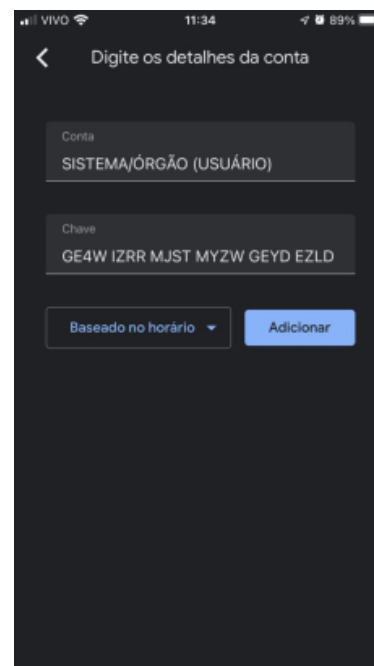 VIVO 11:34 89%
Digite os detalhes da conta
Conta
SISTEMA/ÓRGÃO (USUÁRIO)
Chave
GE4W IZRR MJST MYZW GEYD EZLD
Baseado no horário Adicionar